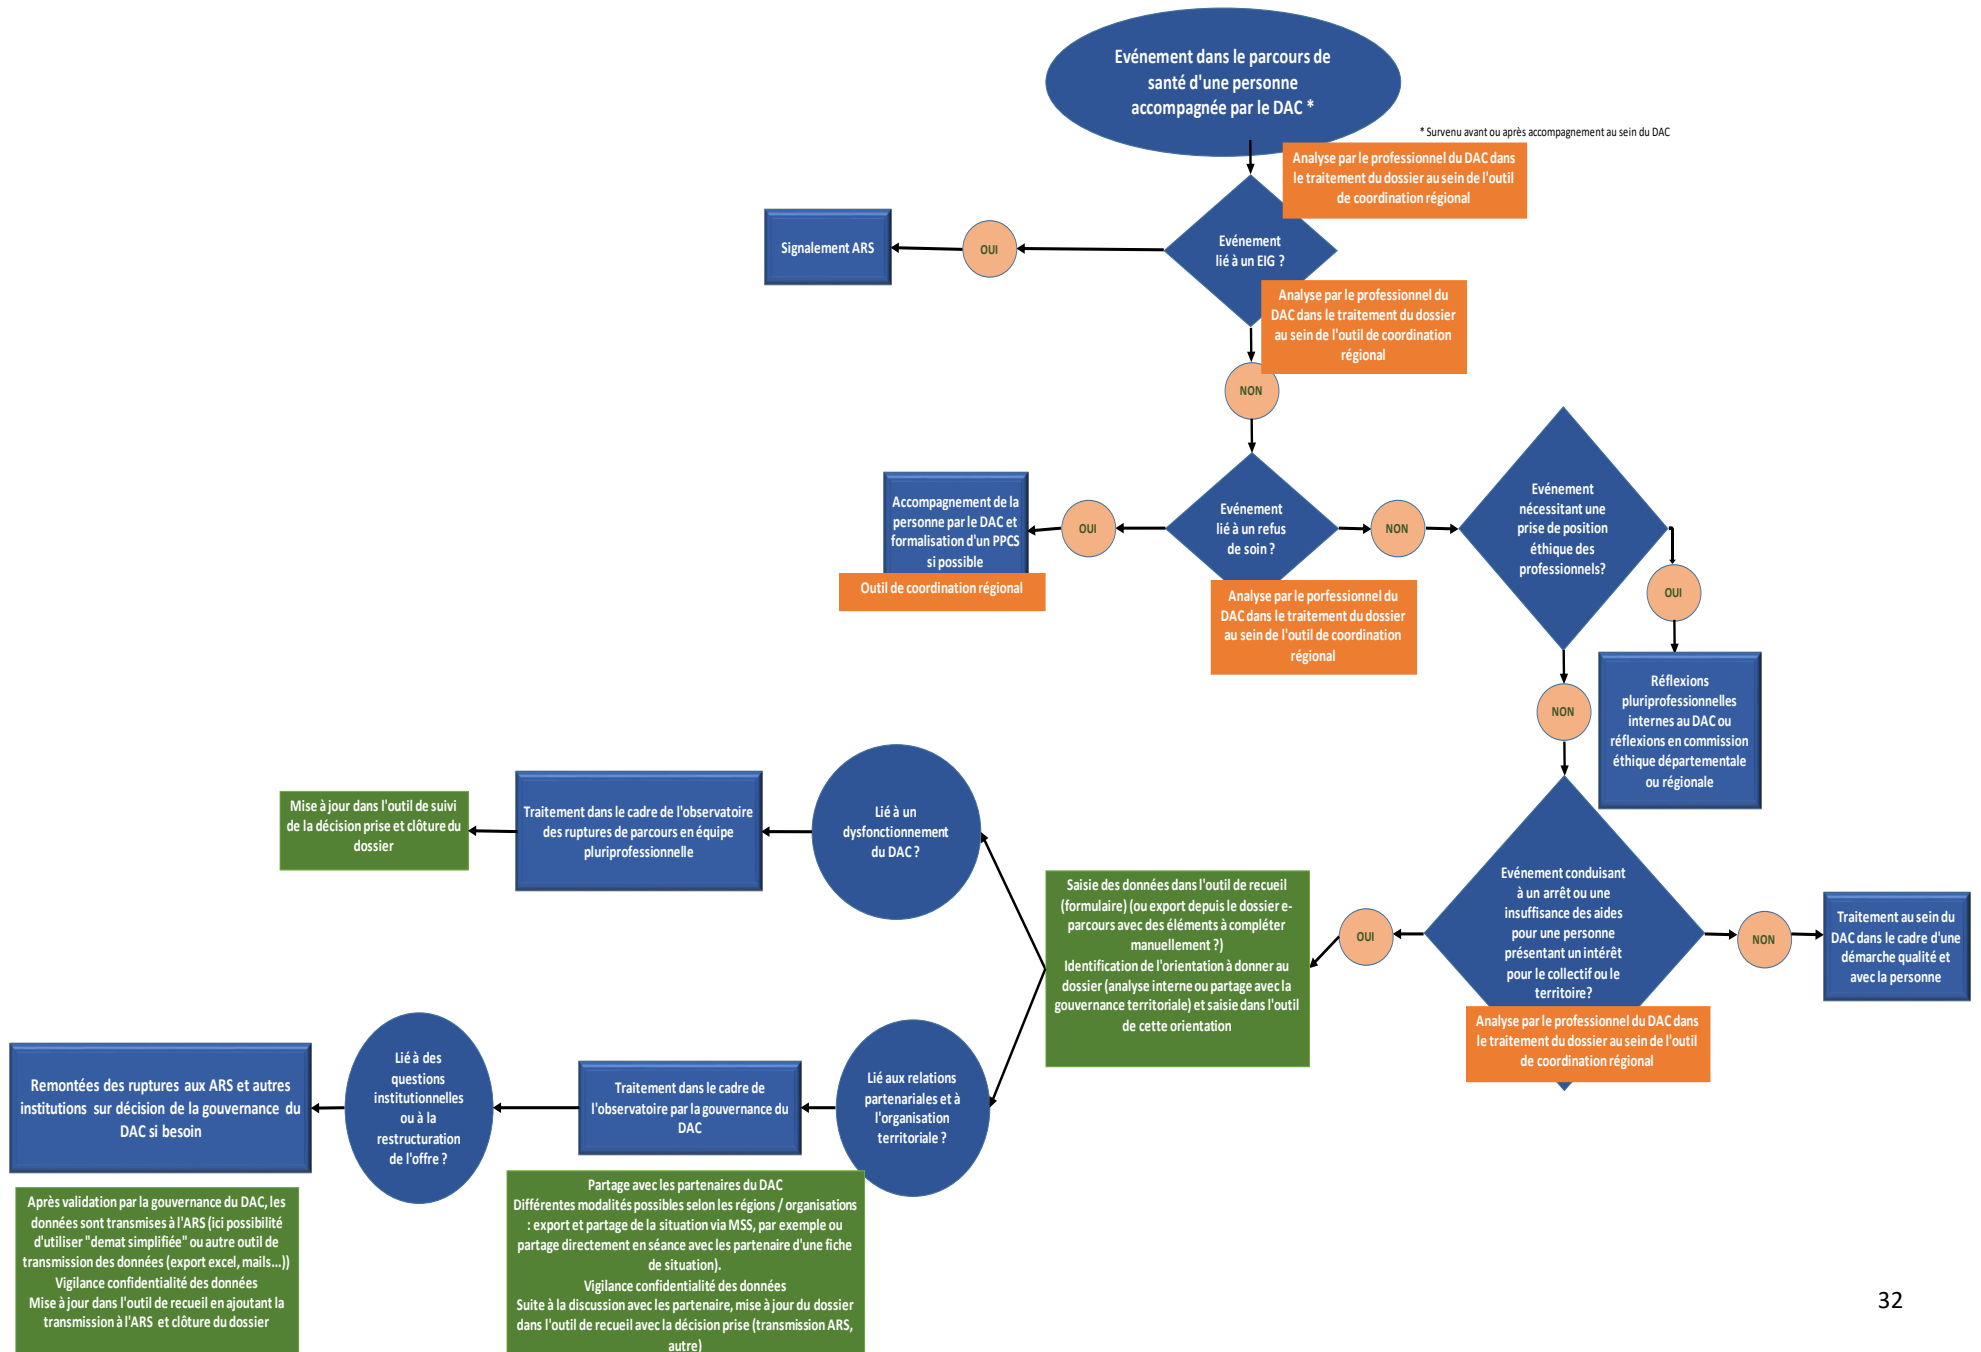 Evénement dans le parcours de
santé d'une personne
accompagnée par le DAC *
* Survenu avant ou après accompagnement au sein du DAC
Analyse par le professionnel du DAC dans
le traitement du dossier au sein de l'outil
de coordination régional
Evénement
lié à un EIG ?
OUI
Signalement ARS
Analyse par le professionnel du
DAC dans le traitement du dossier
au sein de l'outil de coordination
régional
NON
Evénement
lié à un refus
de soin ?
OUI
Accompagnement de la
personne par le DAC et
formalisation d'un PPCS
si possible
Outil de coordination régional
Analyse par le porfessionnel du
DAC dans le traitement du dossier
au sein de l'outil de coordination
régional
NON
Evénement
nécessitant une
prise de position
éthique des
professionnels?
OUI
Réflexions
pluriprofessionnelles
internes au DAC ou
réflexions en commission
éthique départementale
ou régionale
NON
Evénement conduisant
à un arrêt ou une
insuffisance des aides
pour une personne
présentant un intérêt
pour le collectif ou le
territoire?
Analyse par le professionnel du DAC dans
le traitement du dossier au sein de l'outil
de coordination régional
NON
Traitement au sein du
DAC dans le cadre d'une
démarche qualité et
avec la personne
OUI
Saisie des données dans l'outil de recueil
(formulaire) (ou export depuis le dossier e-
parcours avec des éléments à compléter
manuellement ?)
Identification de l'orientation à donner au
dossier (analyse interne ou partage avec la
gouvernance territoriale) et saisie dans l'outil
de cette orientation
Lié à un
dysfonctionnement
du DAC ?
Traitement dans le cadre de l'observatoire
des ruptures de parcours en équipe
pluriprofessionnelle
Mise à jour dans l'outil de suivi
de la décision prise et clôture du
dossier
Lié aux relations
partenariales et à
l'organisation
territoriale ?
Traitement dans le cadre de
l'observatoire par la gouvernance du
DAC
Partage avec les partenaires du DAC
Différentes modalités possibles selon les régions / organisations
: export et partage de la situation via MSS, par exemple ou
partage directement en séance avec les partenaire d'une fiche
de situation).
Vigilance confidentialité des données
Suite à la discussion avec les partenaire, mise à jour du dossier
dans l'outil de recueil avec la décision prise (transmission ARS,
autre)
Lié à des
questions
institutionnelles
ou à la
restructuration
de l'offre ?
Remontées des ruptures aux ARS et autres
institutions sur décision de la gouvernance du
DAC si besoin
Après validation par la gouvernance du DAC, les
données sont transmises à l'ARS (ici possibilité
d'utiliser "demat simplifiée" ou autre outil de
transmission des données (export excel, mails...))
Vigilance confidentialité des données
Mise à jour dans l'outil de recueil en ajoutant la
transmission à l'ARS et clôture du dossier
32